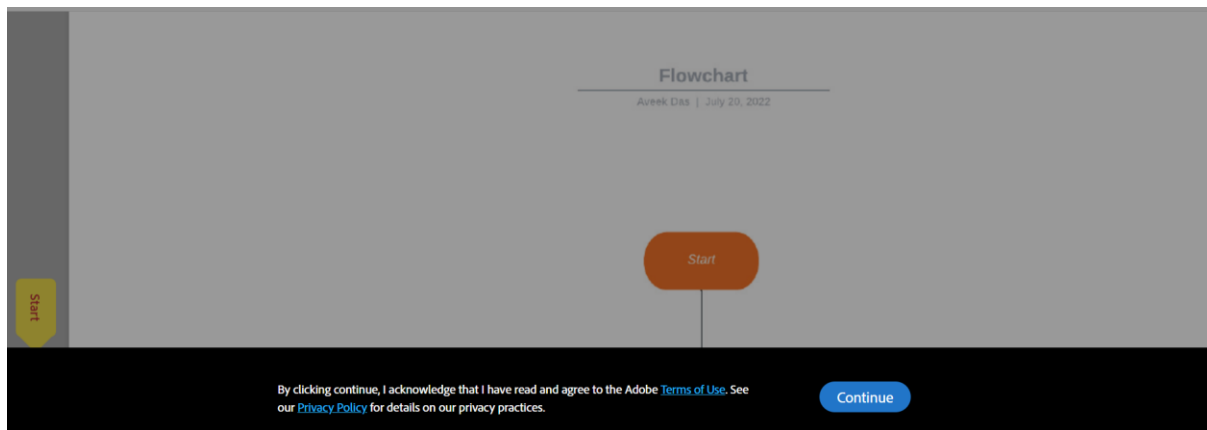 Flowchart
Aveek Das | July 20, 2022
Start
Start
By clicking continue, I acknowledge that I have read and agree to the Adobe Terms of Use. See
our Privacy Policy for details on our privacy practices.
Continue